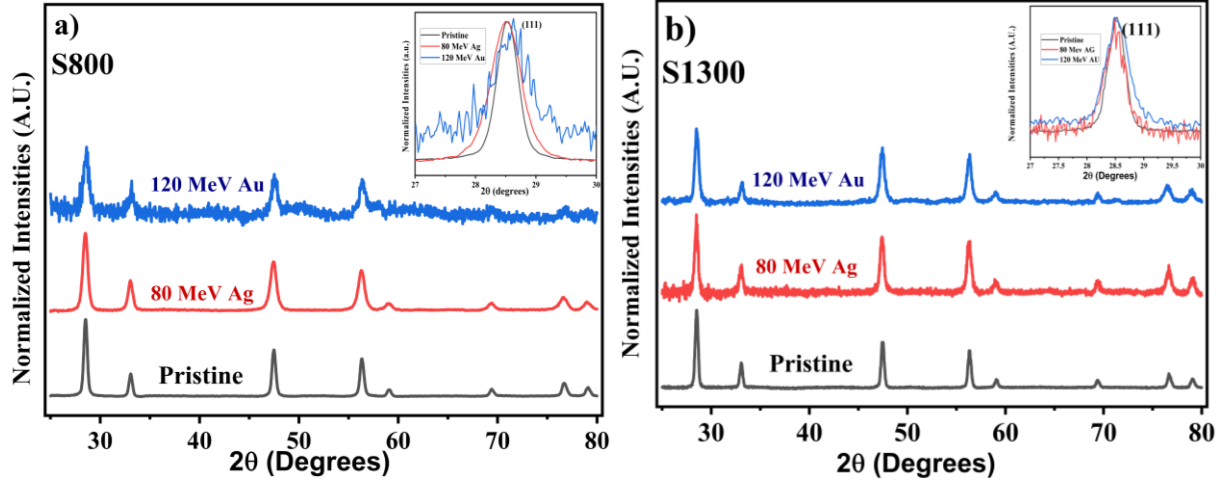 a)
S800
Normalized Intensities (A.U.)
120 MeV Au
80 MeV Ag
Pristine
30 40 50 60 70 80
2θ (Degrees)
Normalized Intensities (a.u.)
Pristine
80 MeV Ag
120 MeV Au
(111)
27 28 29 30
2θ (Degrees)
b)
S1300
Normalized Intensities (A.U.)
120 MeV Au
80 MeV Ag
Pristine
30 40 50 60 70 80
2θ (Degrees)
Normalized Intensities (A.U.)
Pristine
80 Mev AG
120 MeV AU
(111)
27 27.5 28 28.5 29 29.5 30
2θ (Degrees)